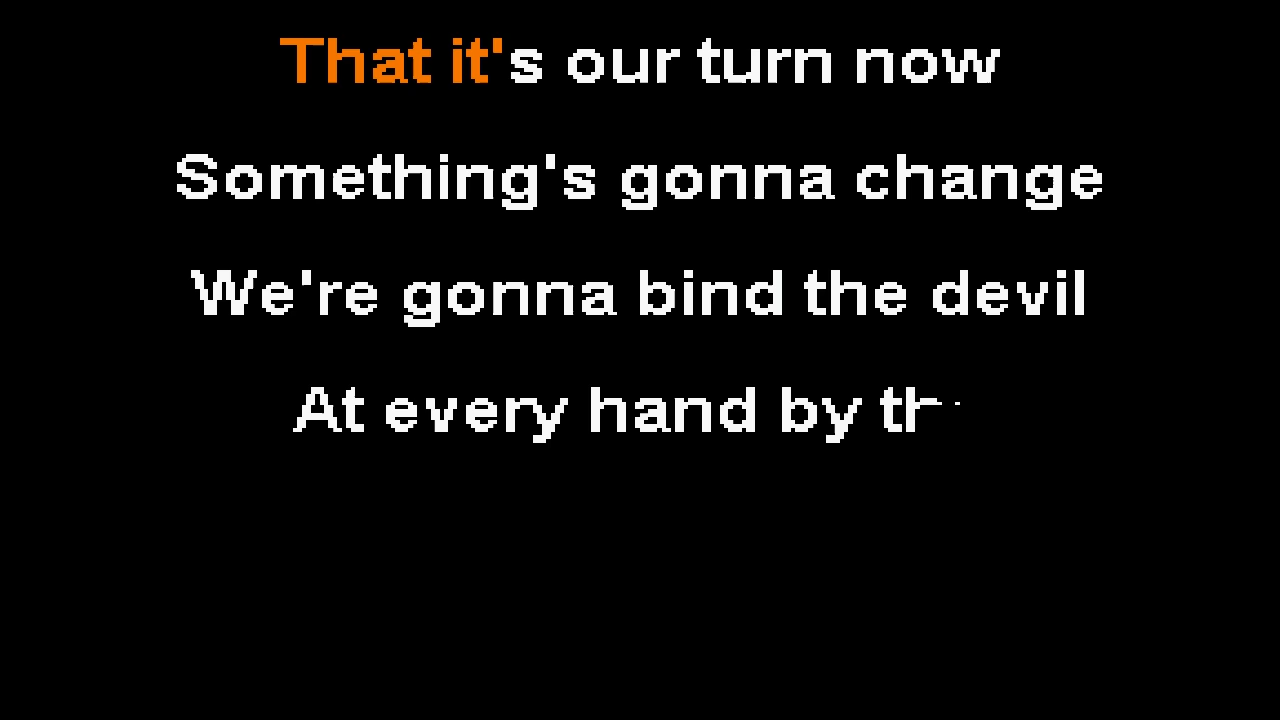 That it's our turn now
Something's gonna change
We're gonna bind the devil
At every hand by